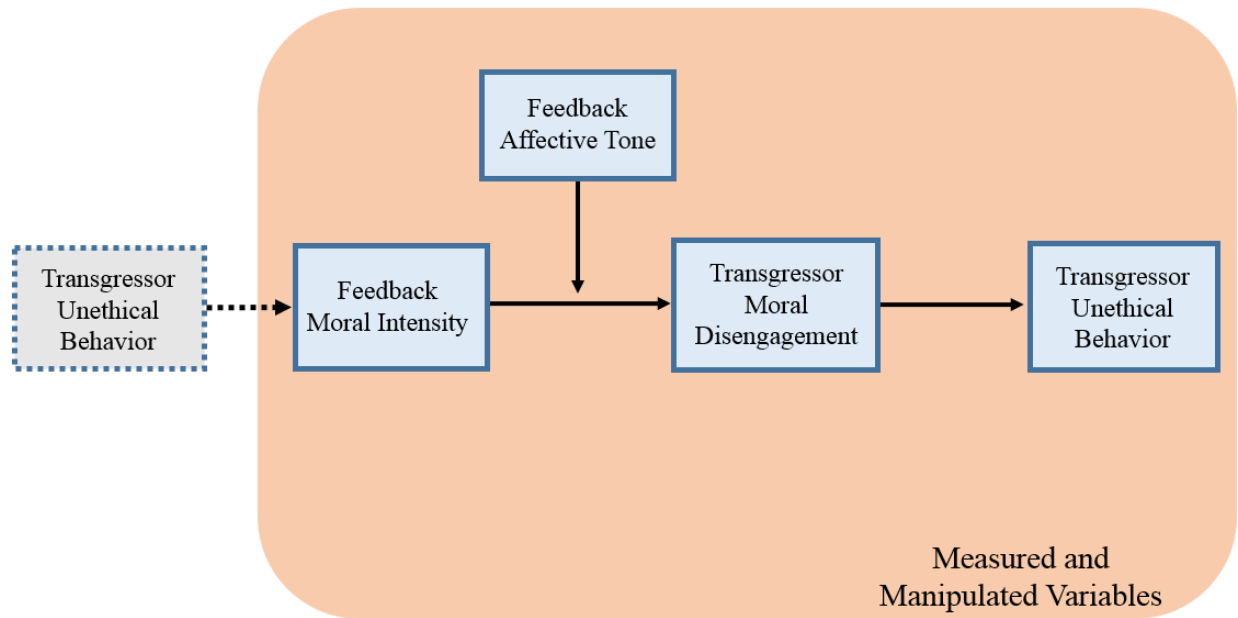 Feedback
Affective Tone
Transgressor
Unethical
Behavior
Feedback
Moral Intensity
Transgressor
Moral
Disengagement
Transgressor
Unethical
Behavior
Measured and
Manipulated Variables